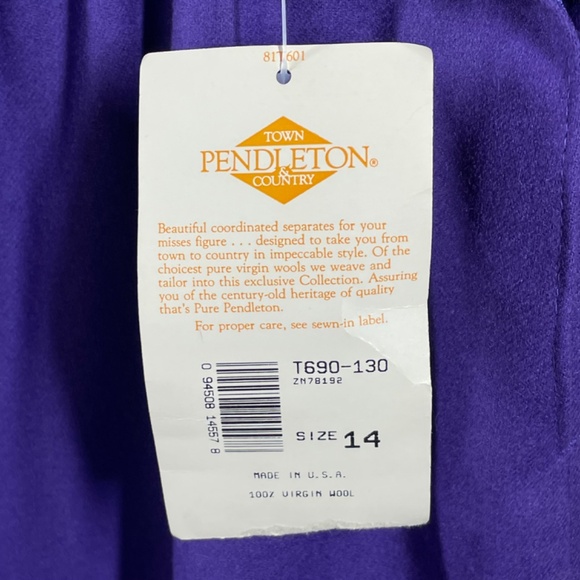 81T601
TOWN
PENDLETON®
&
COUNTRY
Beautiful coordinated separates for your
misses figure . . . designed to take you from
town to country in impeccable style. Of the
choicest pure virgin wools we weave and
tailor into this exclusive Collection. Assuring
you of the century-old heritage of quality
that's Pure Pendleton.
For proper care, see sewn-in label.
T690-130
ZN78192
0 94508 14557 8
SIZE 14
MADE IN U.S.A.
100% VIRGIN WOOL